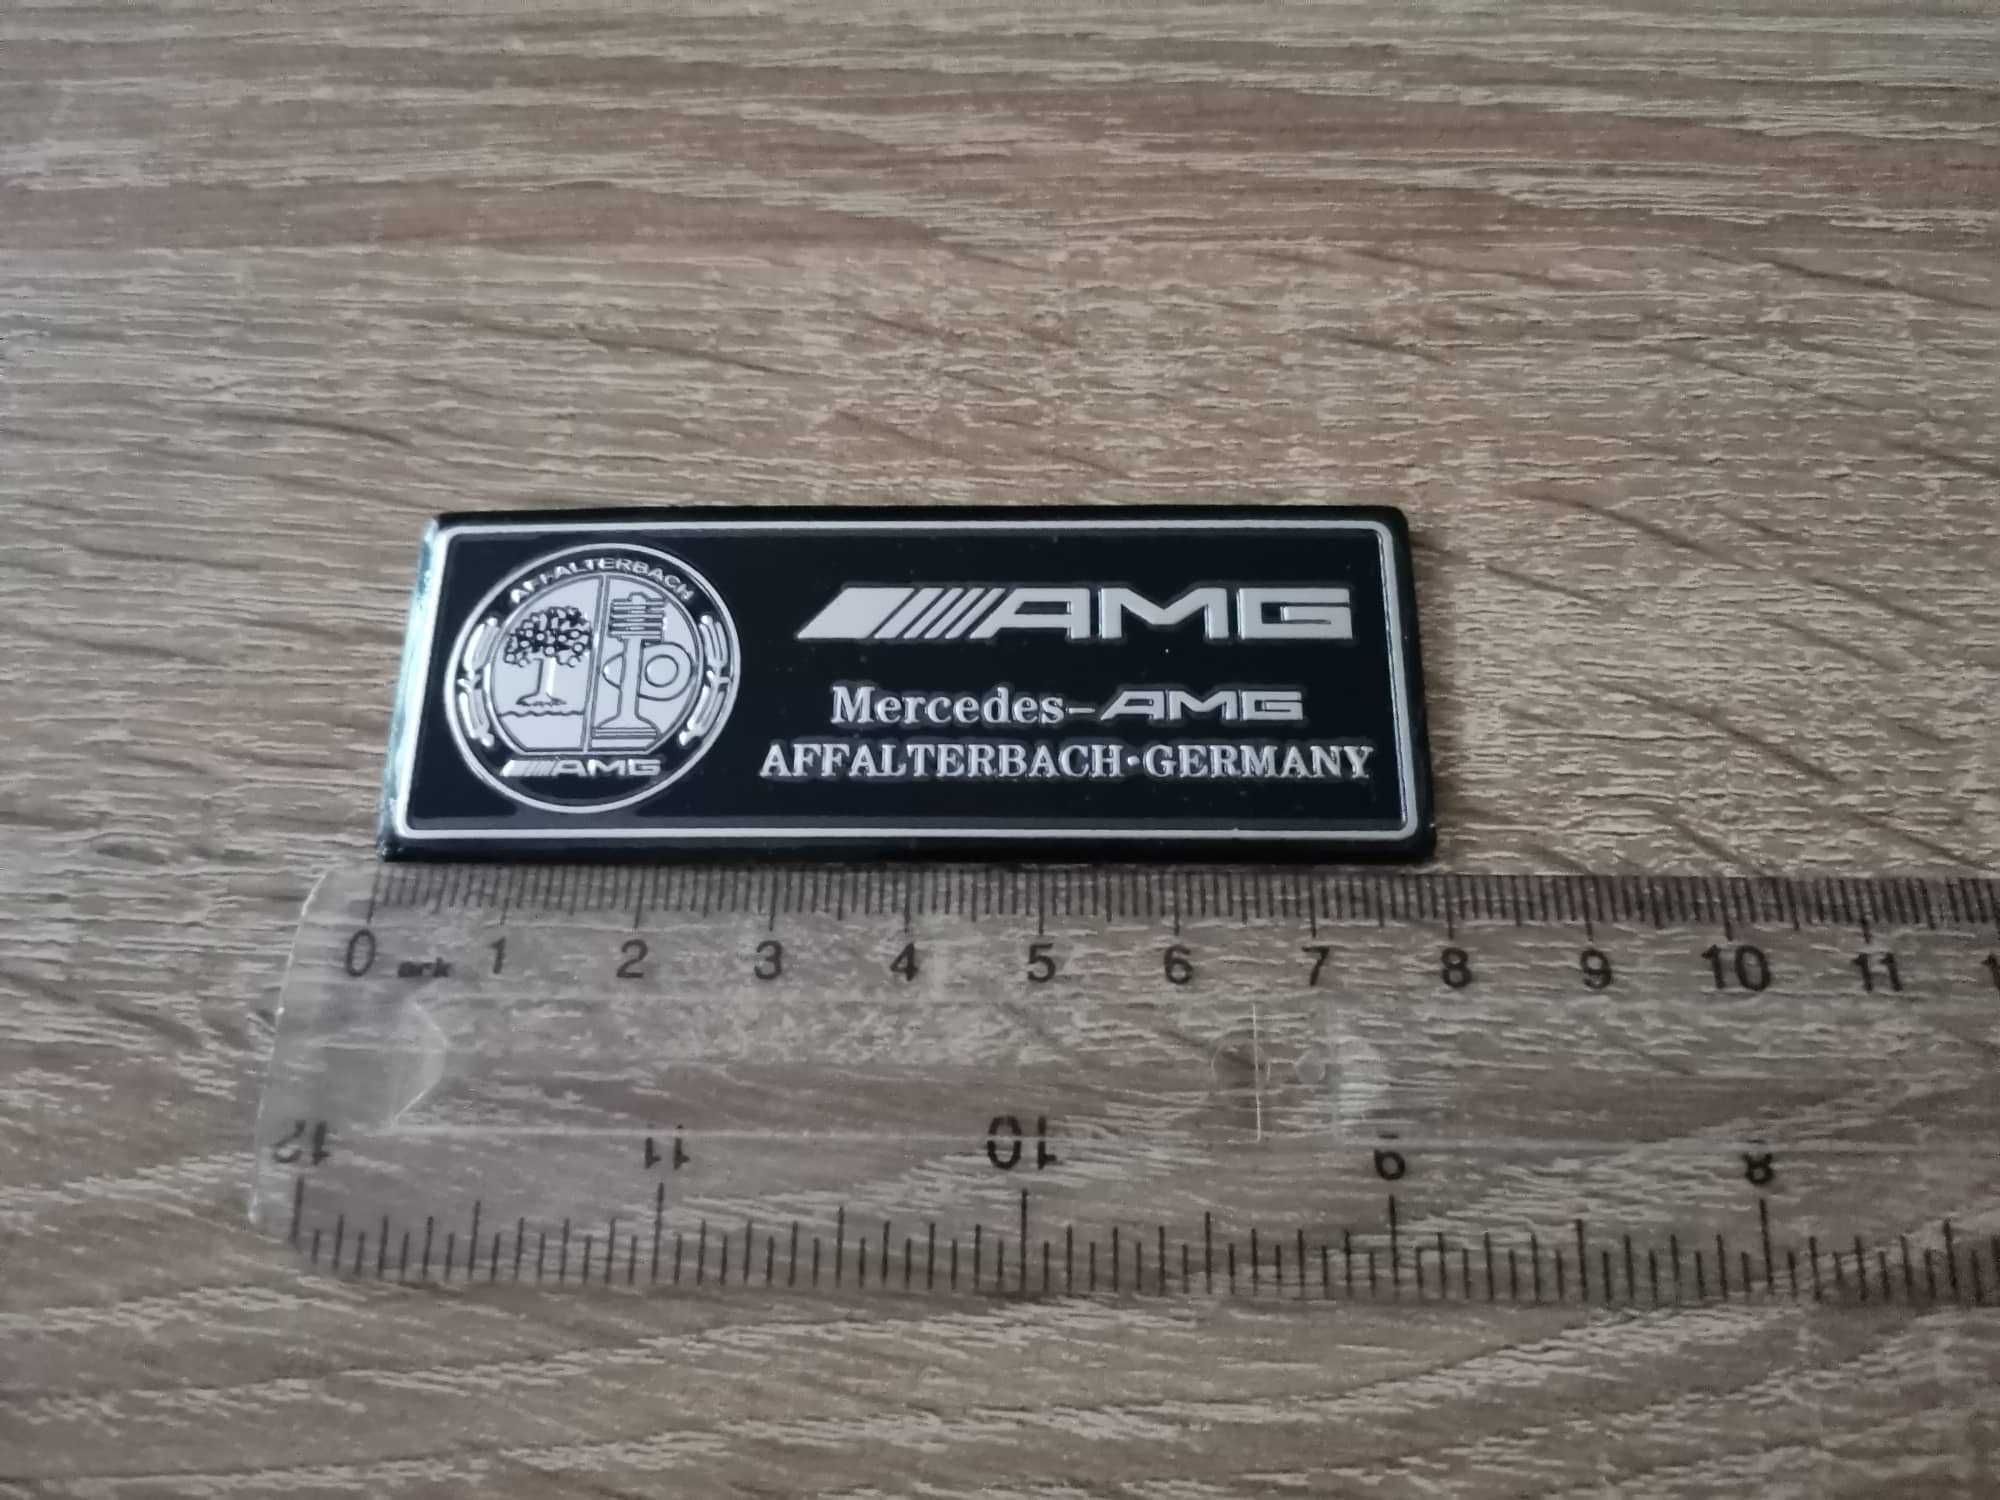 AFFALTERBACH
AMG
AMG
Mercedes-AMG
AFFALTERBACH·GERMANY
0 ark 1 2 3 4 5 6 7 8 9 10 11
12 11 10 9 8